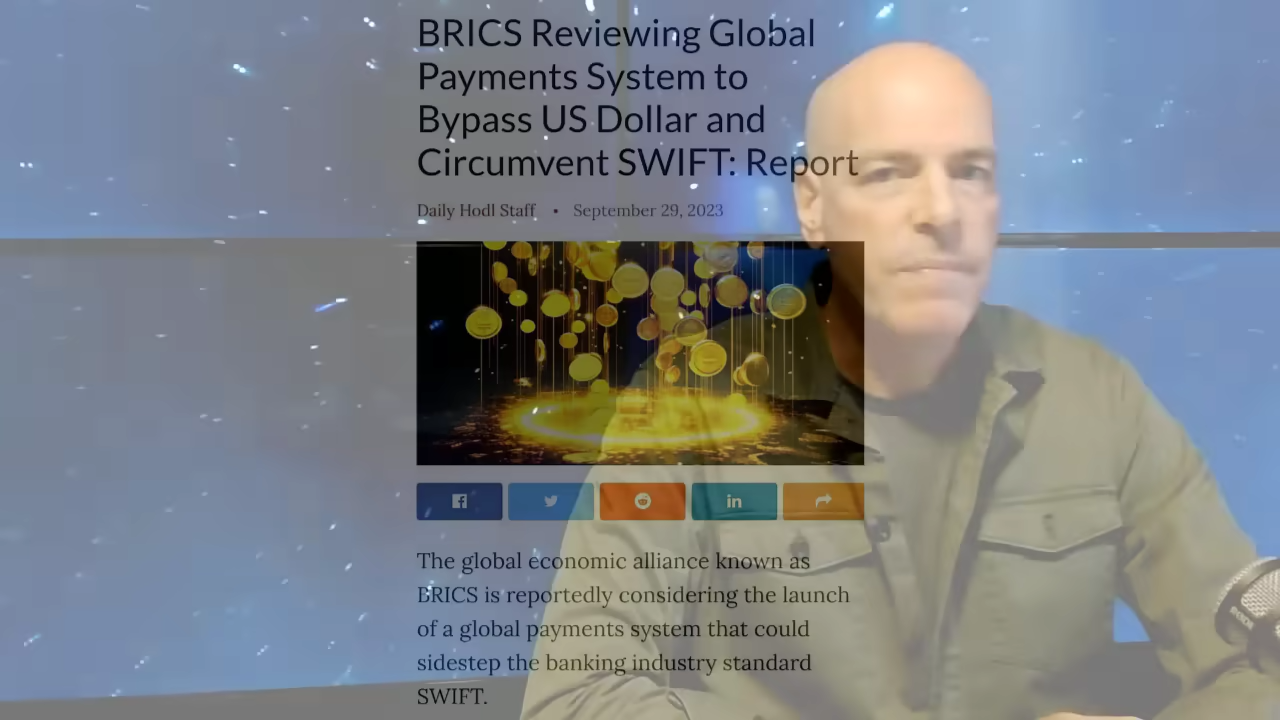 BRICS Reviewing Global
Payments System to
Bypass US Dollar and
Circumvent SWIFT: Report
Daily Hodl Staff • September 29, 2023
in
The global economic alliance known as
BRICS is reportedly considering the launch
of a global payments system that could
sidestep the banking industry standard
SWIFT.